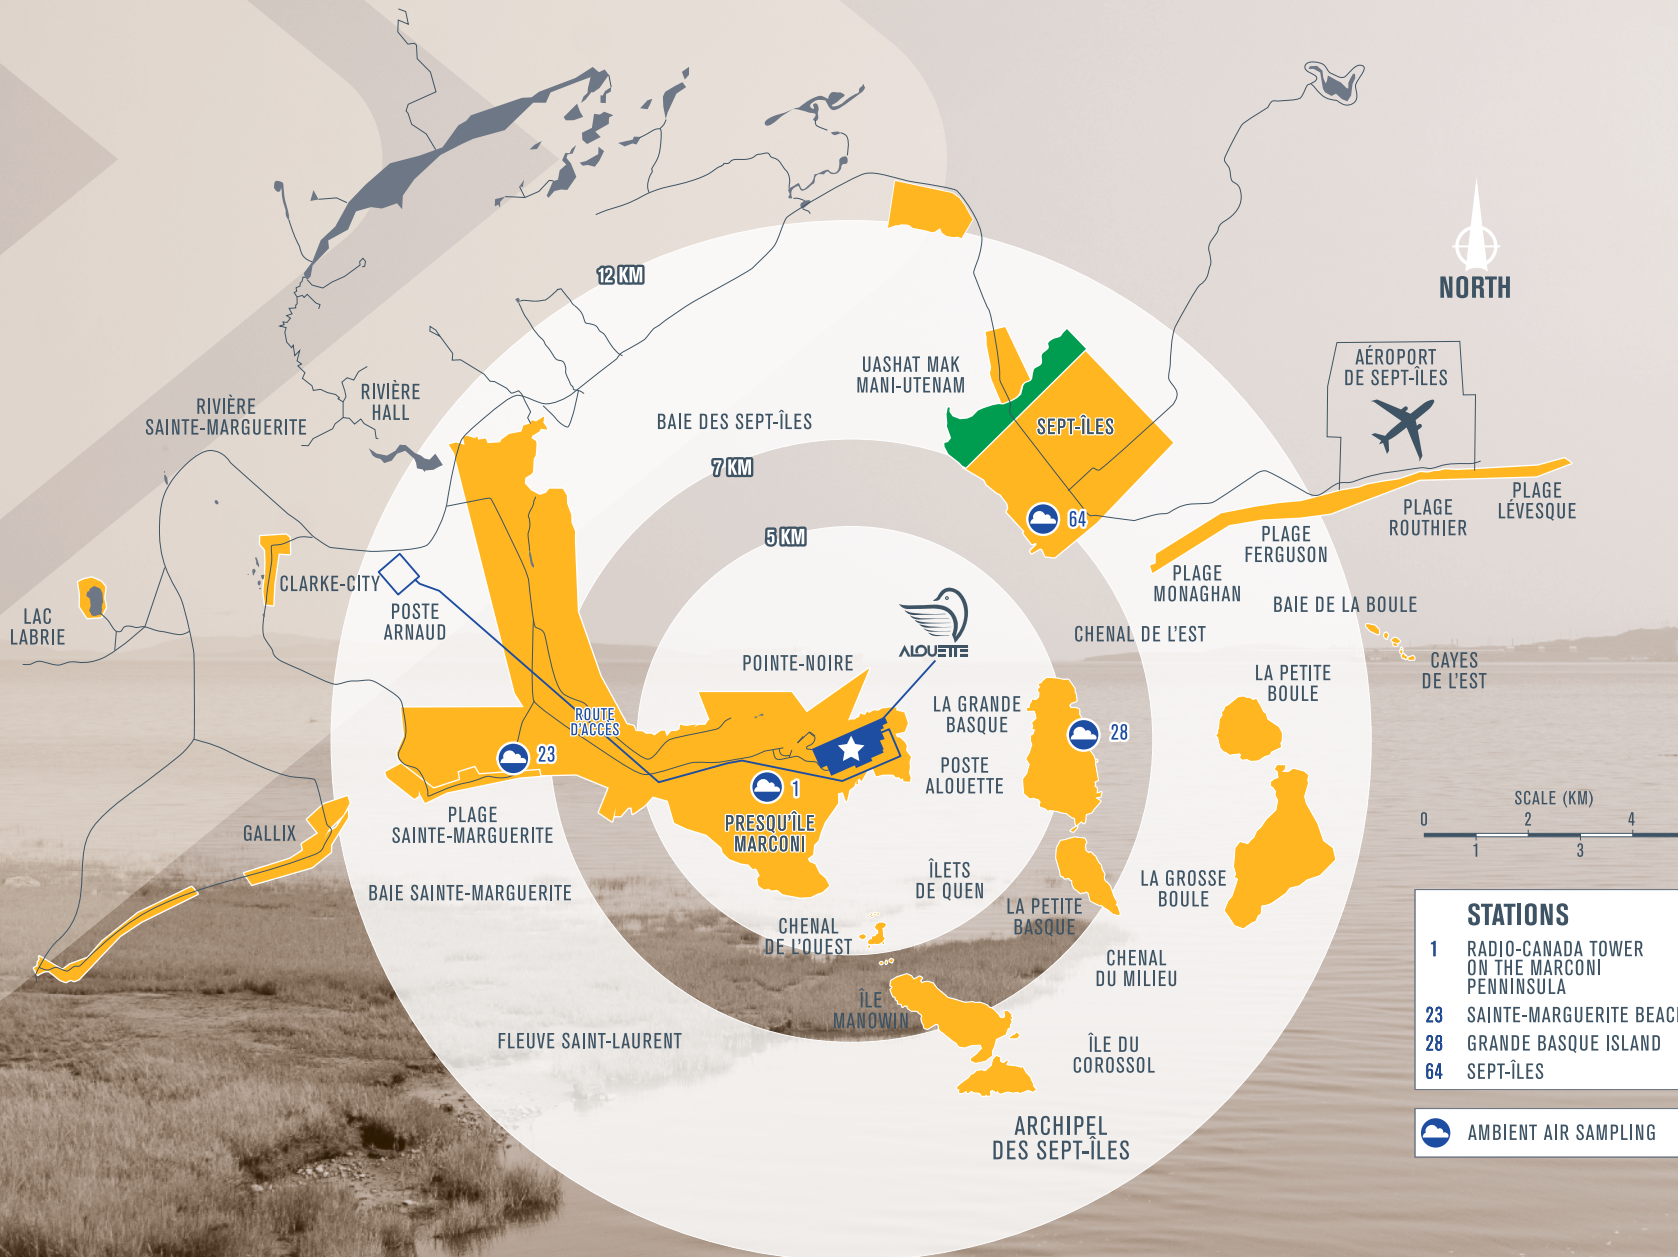 12 KM
NORTH
UASHAT MAK
MANI-UTENAM
AÉROPORT
DE SEPT-ÎLES
RIVIÈRE
HALL
RIVIÈRE
SAINTE-MARGUERITE
BAIE DES SEPT-ÎLES
SEPT-ÎLES
7 KM
64
5 KM
PLAGE
LÉVESQUE
PLAGE
ROUTHIER
PLAGE
FERGUSON
PLAGE
MONAGHAN
CLARKE-CITY
POSTE
ARNAUD
LAC
LABRIE
BAIE DE LA BOULE
CHENAL DE L'EST
ALOUETTE
POINTE-NOIRE
CAYES
DE L'EST
LA PETITE
BOULE
LA GRANDE
BASQUE
28
ROUTE
D'ACCÈS
23
POSTE
ALOUETTE
1
PRESQU'ÎLE
MARCONI
PLAGE
SAINTE-MARGUERITE
GALLIX
SCALE (KM)
0 2 4
1 3
BAIE SAINTE-MARGUERITE
ÎLETS
DE QUEN
LA GROSSE
BOULE
LA PETITE
BASQUE
CHENAL
DE L'OUEST
CHENAL
DU MILIEU
ÎLE
MANOWIN
FLEUVE SAINT-LAURENT
ÎLE DU
COROSSOL
ARCHIPEL
DES SEPT-ÎLES
STATIONS
1 RADIO-CANADA TOWER
ON THE MARCONI
PENNINSULA
23 SAINTE-MARGUERITE BEACH
28 GRANDE BASQUE ISLAND
64 SEPT-ÎLES
AMBIENT AIR SAMPLING